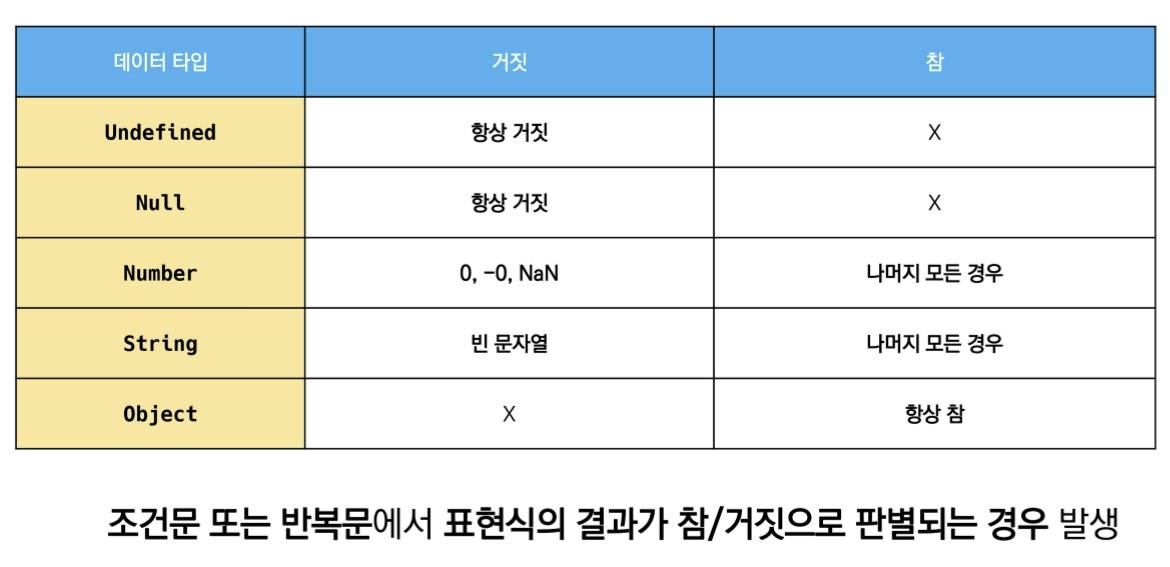 데이터 타입 거짓 참
Undefined 항상 거짓 X
Null 항상 거짓 X
Number 0, -0, NaN 나머지 모든 경우
String 빈 문자열 나머지 모든 경우
Object X 항상 참
조건문 또는 반복문에서 표현식의 결과가 참/거짓으로 판별되는 경우 발생